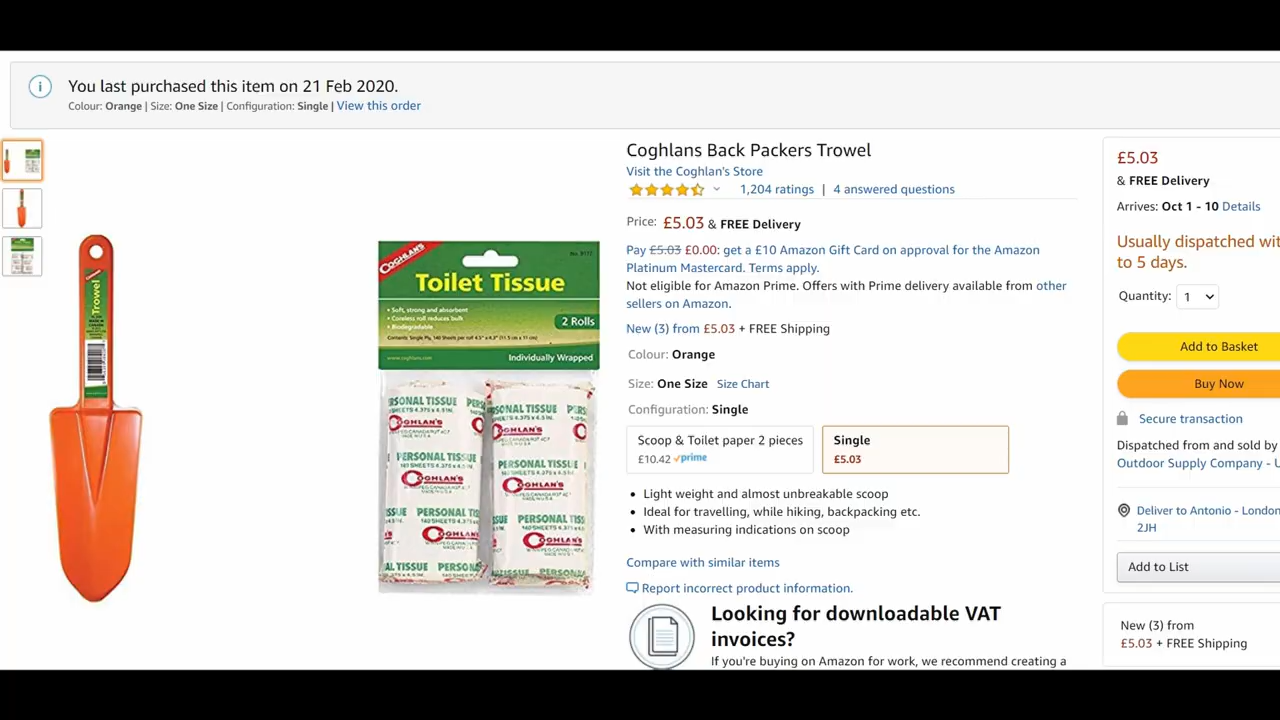 You last purchased this item on 21 Feb 2020.
Colour: Orange | Size: One Size | Configuration: Single | View this order
Coghlans Back Packers Trowel
Visit the Coghlan's Store
1,204 ratings | 4 answered questions
Price: £5.03 & FREE Delivery
Pay £5.03 £0.00: get a £10 Amazon Gift Card on approval for the Amazon
Platinum Mastercard. Terms apply.
Not eligible for Amazon Prime. Offers with Prime delivery available from other
sellers on Amazon.
New (3) from £5.03 + FREE Shipping
Colour: Orange
Size: One Size Size Chart
Configuration: Single
Scoop & Toilet paper 2 pieces
£10.42 prime
Single
£5.03
• Light weight and almost unbreakable scoop
• Ideal for travelling, while hiking, backpacking etc.
• With measuring indications on scoop
Compare with similar items
Report incorrect product information.
Looking for downloadable VAT
invoices?
If you're buying on Amazon for work, we recommend creating a
£5.03
& FREE Delivery
Arrives: Oct 1 - 10 Details
Usually dispatched wit
to 5 days.
Quantity: 1
Add to Basket
Buy Now
Secure transaction
Dispatched from and sold by
Outdoor Supply Company - U
Deliver to Antonio - London
2JH
Add to List
New (3) from
£5.03 + FREE Shipping
Trowel
COGHLAN'S
Toilet Tissue
• Soft, strong and absorbent
• Coreless roll reduces bulk
• Biodegradable
2 Rolls
www.coghlans.com
Individually Wrapped
PERSONAL TISSUE
COGHLAN'S
PERSONAL TISSUE
COGHLAN'S